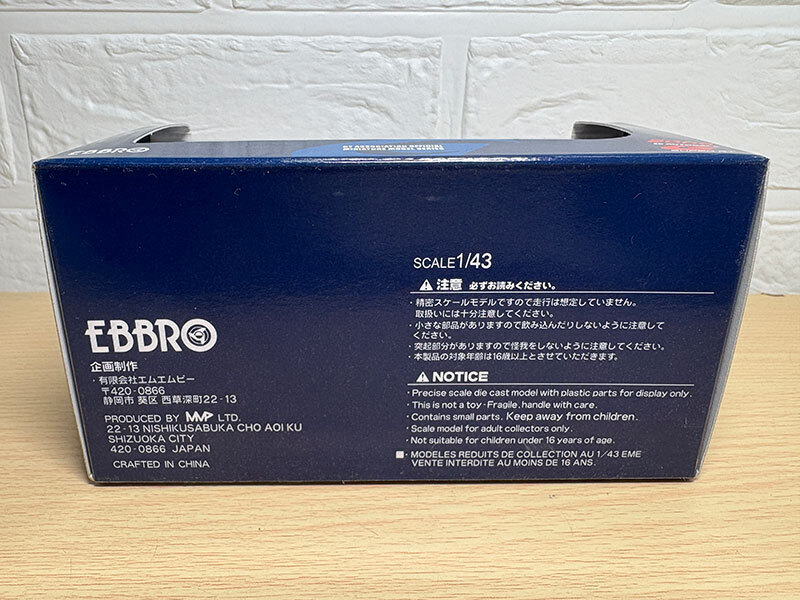 EBBRO
GT ASSOCIATION OFFICIAL
MINIATURE MODEL SERIES
SCALE 1/43
注意 必ずお読みください。
・精密スケールモデルですので走行は想定していません。
取扱いには十分注意してください。
・小さな部品がありますので飲み込んだりしないように注意して
ください。
・突起部分がありますので怪我をしないように注意してください。
・本製品の対象年齢は16歳以上とさせていただきます。
NOTICE
・Precise scale die cast model with plastic parts for display only.
・This is not a toy・Fragile, handle with care.
・Contains small parts. Keep away from children.
・Scale model for adult collectors only.
・Not suitable for children under 16 years of age.
・MODELES REDUITS DE COLLECTION AU 1/43 EME
VENTE INTERDITE AU MOINS DE 16 ANS.
EBBRO
企画制作
・有限会社エムエムピー
〒420-0866
静岡市 葵区 西草深町22-13
PRODUCED BY MMP LTD.
22-13 NISHIKUSABUKA CHO AOI KU
SHIZUOKA CITY
420-0866 JAPAN
CRAFTED IN CHINA